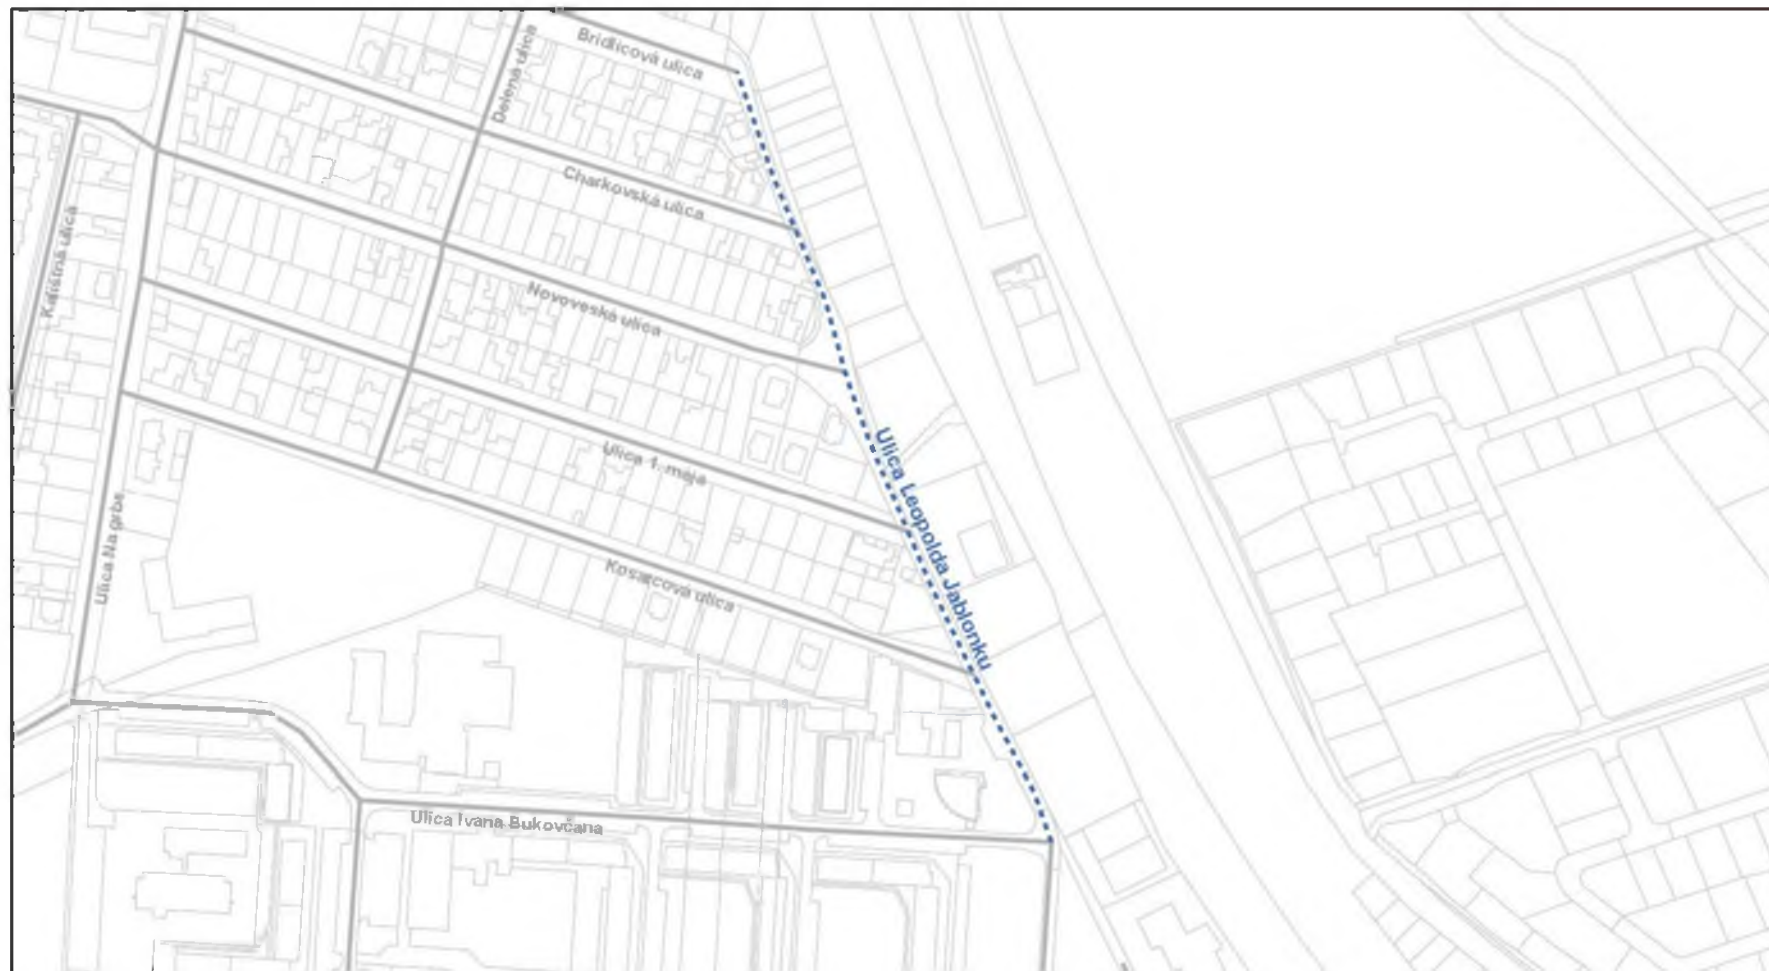 Bridlicová ulica
Delená ulica
Charkovská ulica
Kalištná ulica
Novoveská ulica
Ulica Leopolda Jablonku
Ulica 1. mája
Ulica Na grbe
Kosatcová ulica
Ulica Ivana Bukovčana